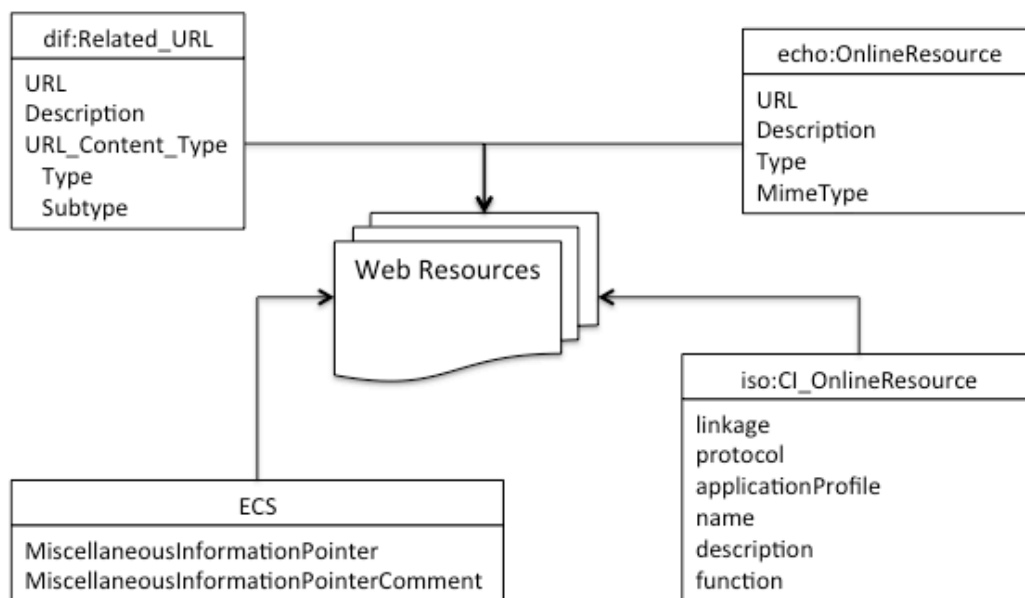 dif:Related_URL
URL
Description
URL_Content_Type
Type
Subtype
echo:OnlineResource
URL
Description
Type
MimeType
Web Resources
iso:CI_OnlineResource
linkage
protocol
applicationProfile
name
description
function
ECS
MiscellaneousInformationPointer
MiscellaneousInformationPointerComment